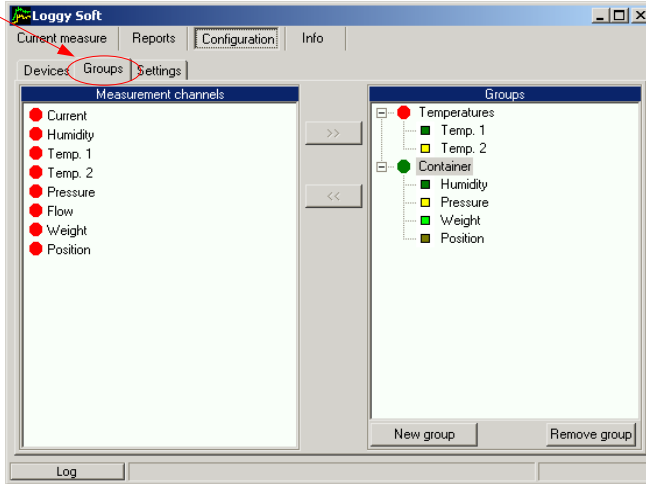 Loggy Soft
Current measure Reports Configuration Info
Devices Groups Settings
Measurement channels
Current
Humidity
Temp. 1
Temp. 2
Pressure
Flow
Weight
Position
>>
<<
Groups
Temperatures
Temp. 1
Temp. 2
Container
Humidity
Pressure
Weight
Position
New group Remove group
Log